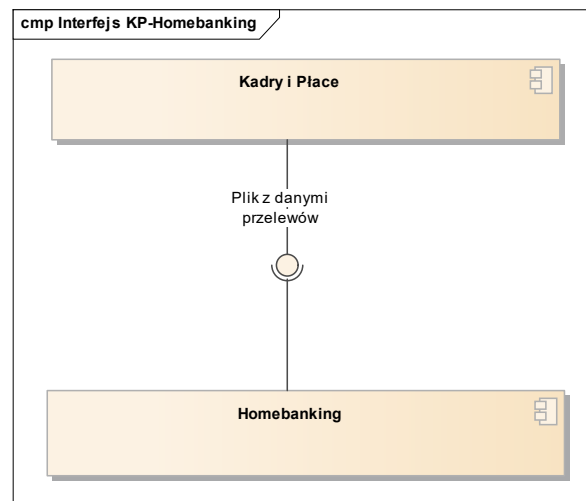 cmp Interfejs KP-Homebanking
Kadry i Płace
Plik z danymi
przelewów
Homebanking